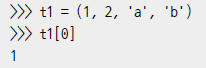 >>> t1 = (1, 2, 'a', 'b')
>>> t1[0]
1